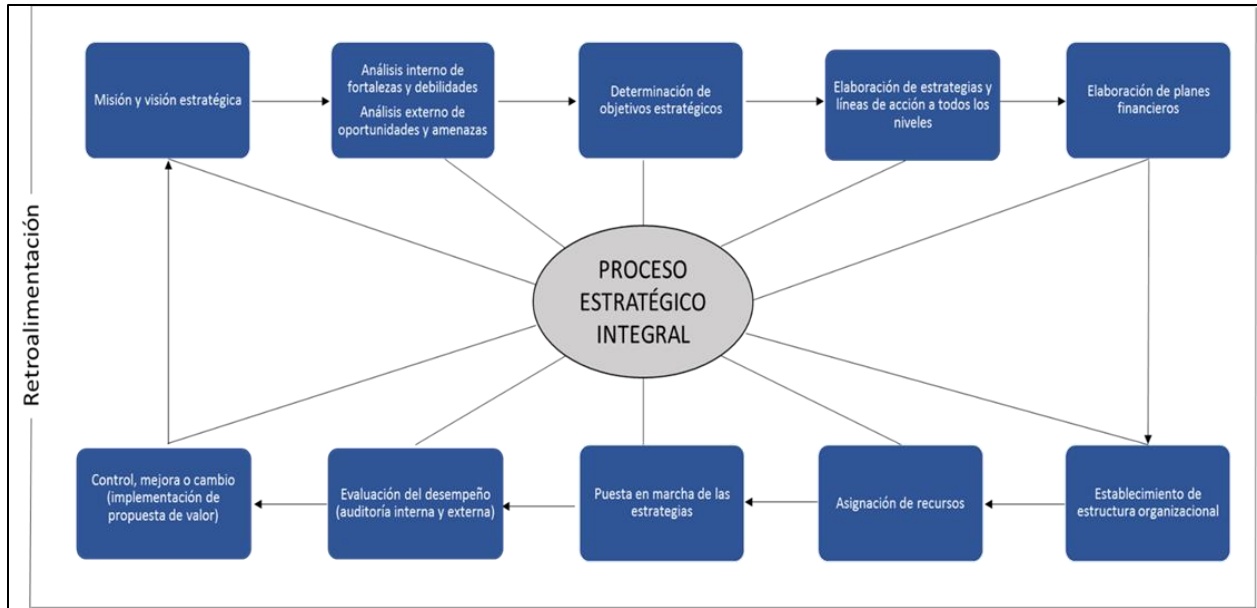 Misión y visión estratégica
Análisis interno de
fortalezas y debilidades
Análisis externo de
oportunidades y amenazas
Determinación de
objetivos estratégicos
Elaboración de estrategias y
líneas de acción a todos los
niveles
Elaboración de planes
financieros
Retroalimentación
PROCESO
ESTRATÉGICO
INTEGRAL
Control, mejora o cambio
(implementación de
propuesta de valor)
Evaluación del desempeño
(auditoría interna y externa)
Puesta en marcha de las
estrategias
Asignación de recursos
Establecimiento de
estructura organizacional